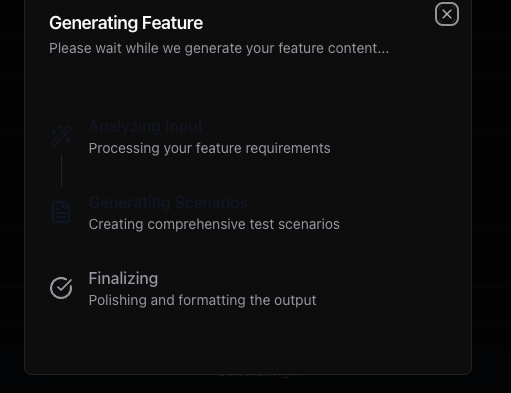 Generating Feature
Please wait while we generate your feature content...
Analyzing Input
Processing your feature requirements
Generating Scenarios
Creating comprehensive test scenarios
Finalizing
Polishing and formatting the output